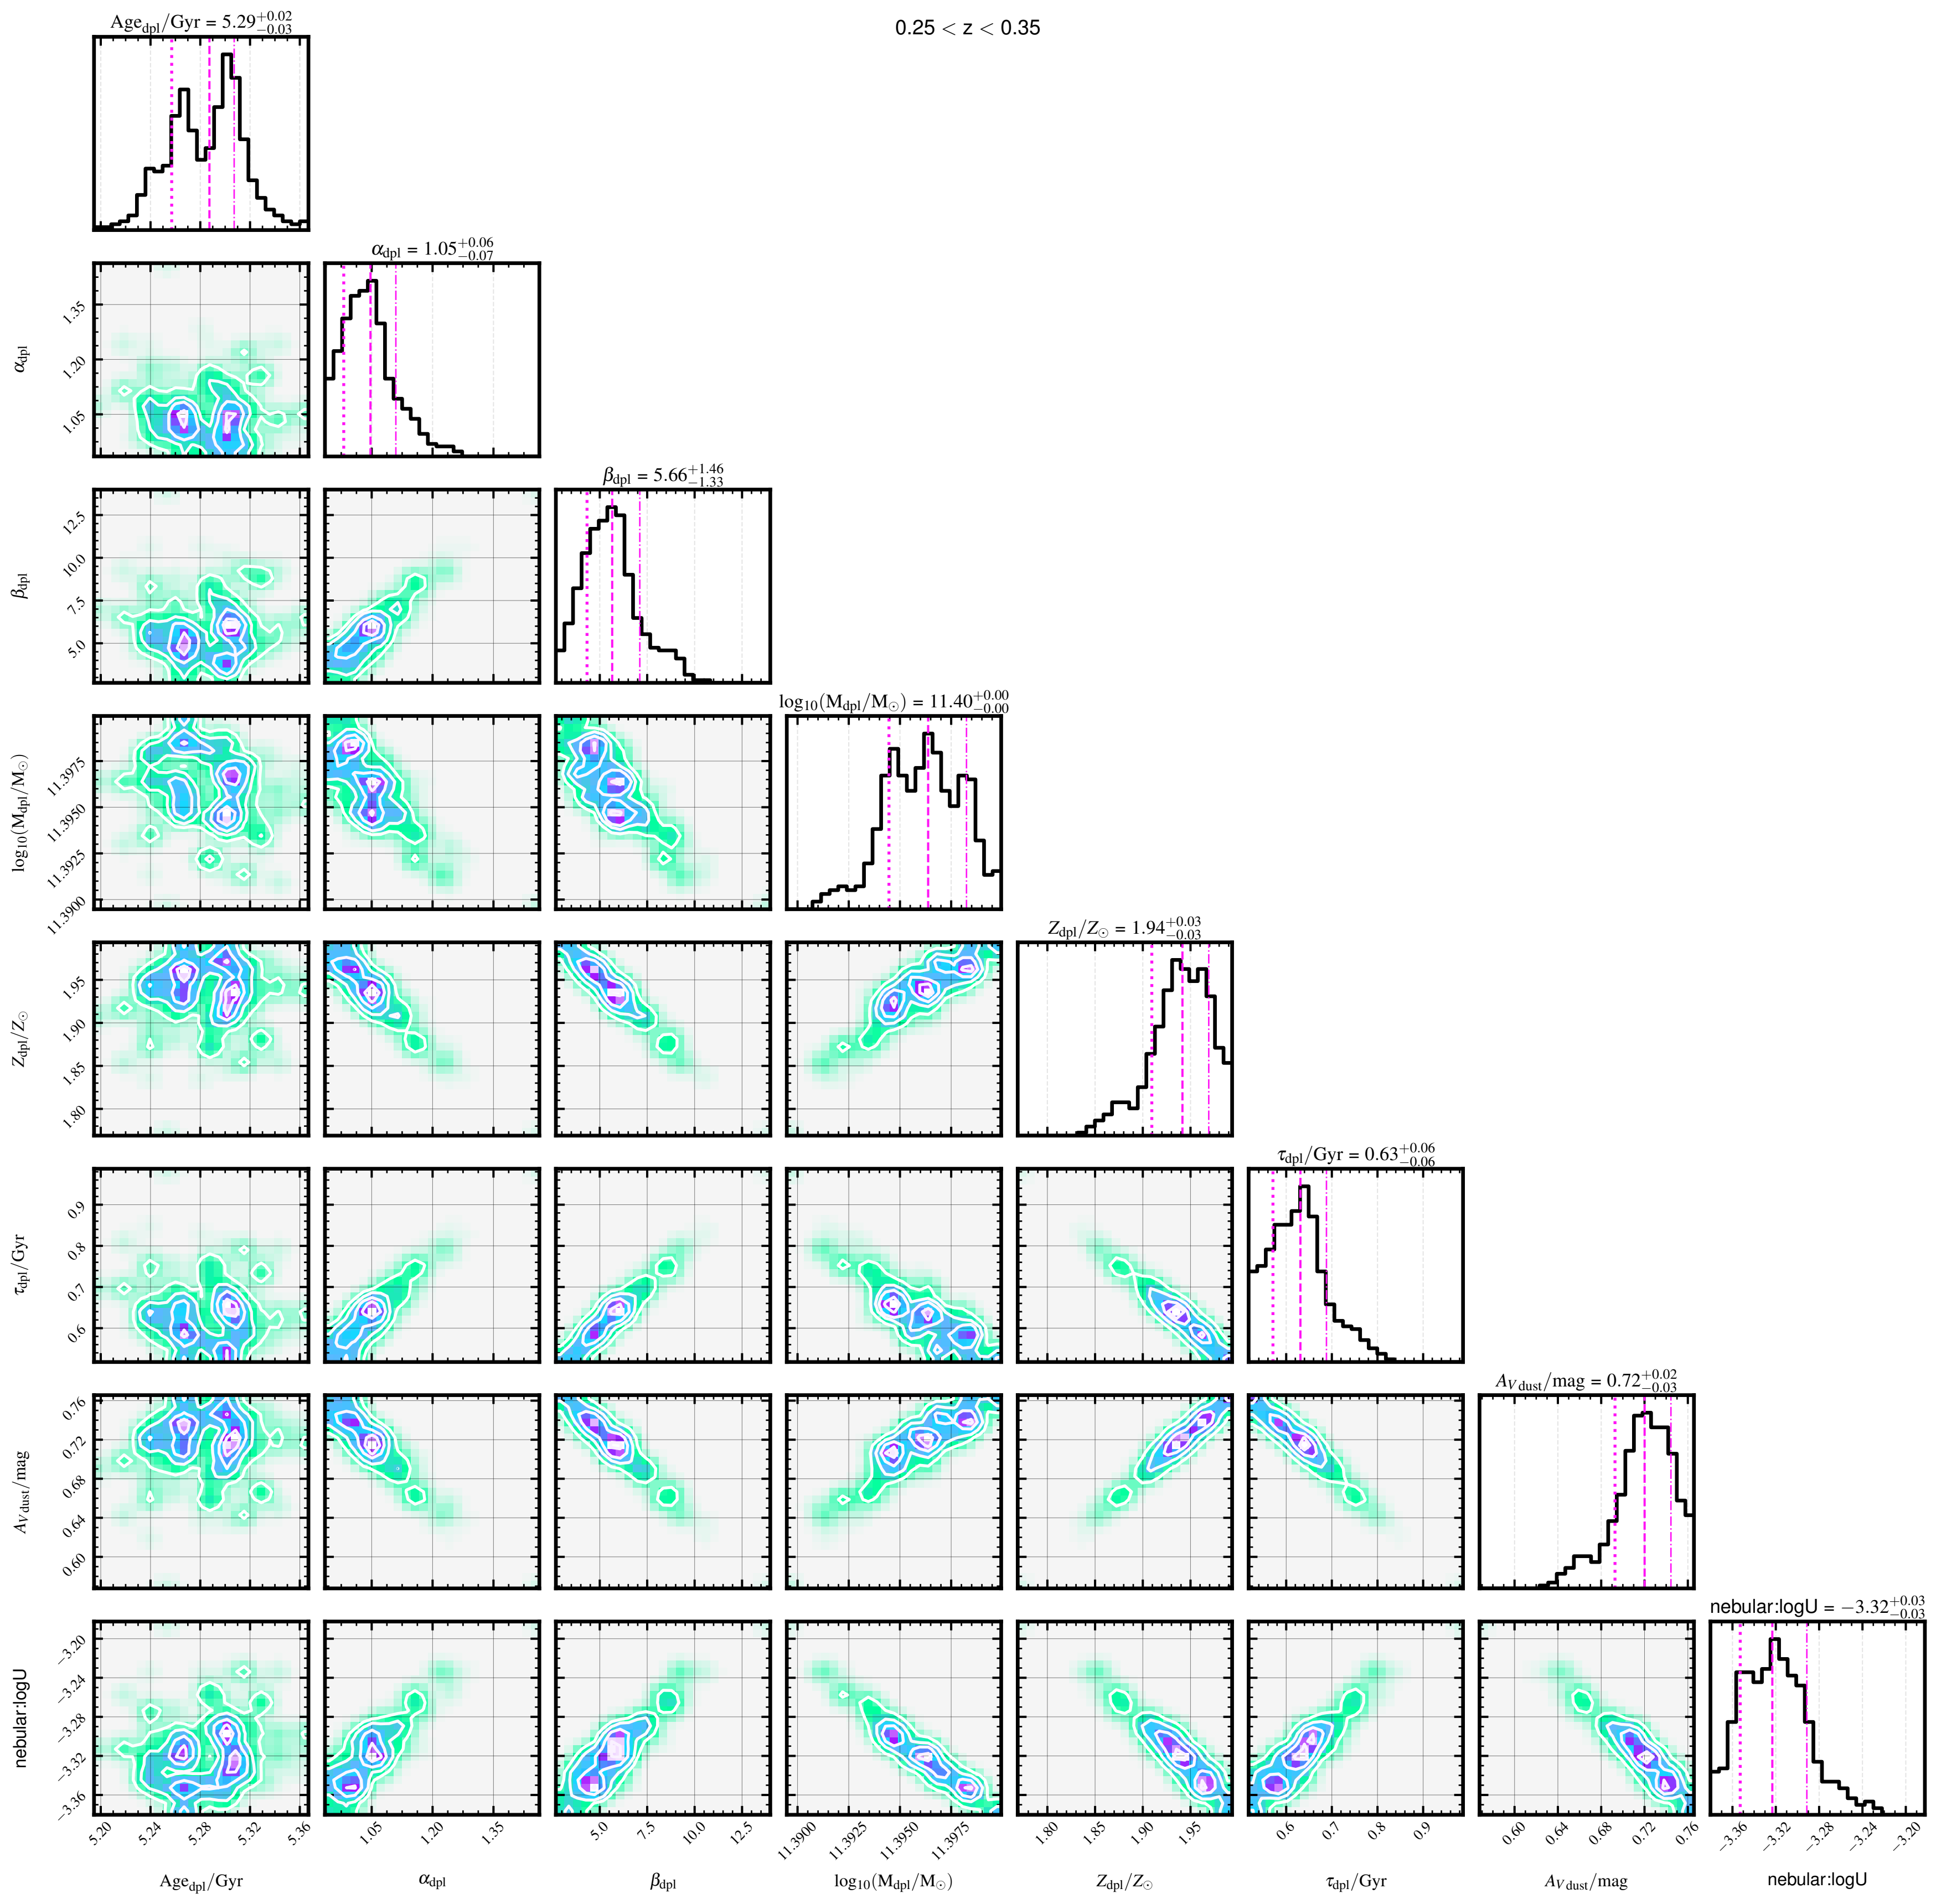 0.25 < z < 0.35
Age_dpl/Gyr = 5.29^{+0.02}_{−0.03}
α_dpl = 1.05^{+0.06}_{−0.07}
α_dpl
1.35
1.20
1.05
β_dpl = 5.66^{+1.46}_{−1.33}
β_dpl
12.5
10.0
7.5
5.0
log10(M_dpl/M_⊙) = 11.40^{+0.00}_{−0.00}
log10(M_dpl/M_⊙)
11.3975
11.3950
11.3925
11.3900
Z_dpl/Z_⊙ = 1.94^{+0.03}_{−0.03}
Z_dpl/Z_⊙
1.95
1.90
1.85
1.80
τ_dpl/Gyr = 0.63^{+0.06}_{−0.06}
τ_dpl/Gyr
0.9
0.8
0.7
0.6
A_V dust/mag = 0.72^{+0.02}_{−0.03}
A_V dust/mag
0.76
0.72
0.68
0.64
0.60
nebular:logU = −3.32^{+0.03}_{−0.03}
nebular:logU
−3.20
−3.24
−3.28
−3.32
−3.36
5.20 5.24 5.28 5.32 5.36
1.05 1.20 1.35
5.0 7.5 10.0 12.5
11.3900 11.3925 11.3950 11.3975
1.80 1.85 1.90 1.95
0.6 0.7 0.8 0.9
0.60 0.64 0.68 0.72 0.76
−3.36 −3.32 −3.28 −3.24 −3.20
Age_dpl/Gyr
α_dpl
β_dpl
log10(M_dpl/M_⊙)
Z_dpl/Z_⊙
τ_dpl/Gyr
A_V dust/mag
nebular:logU